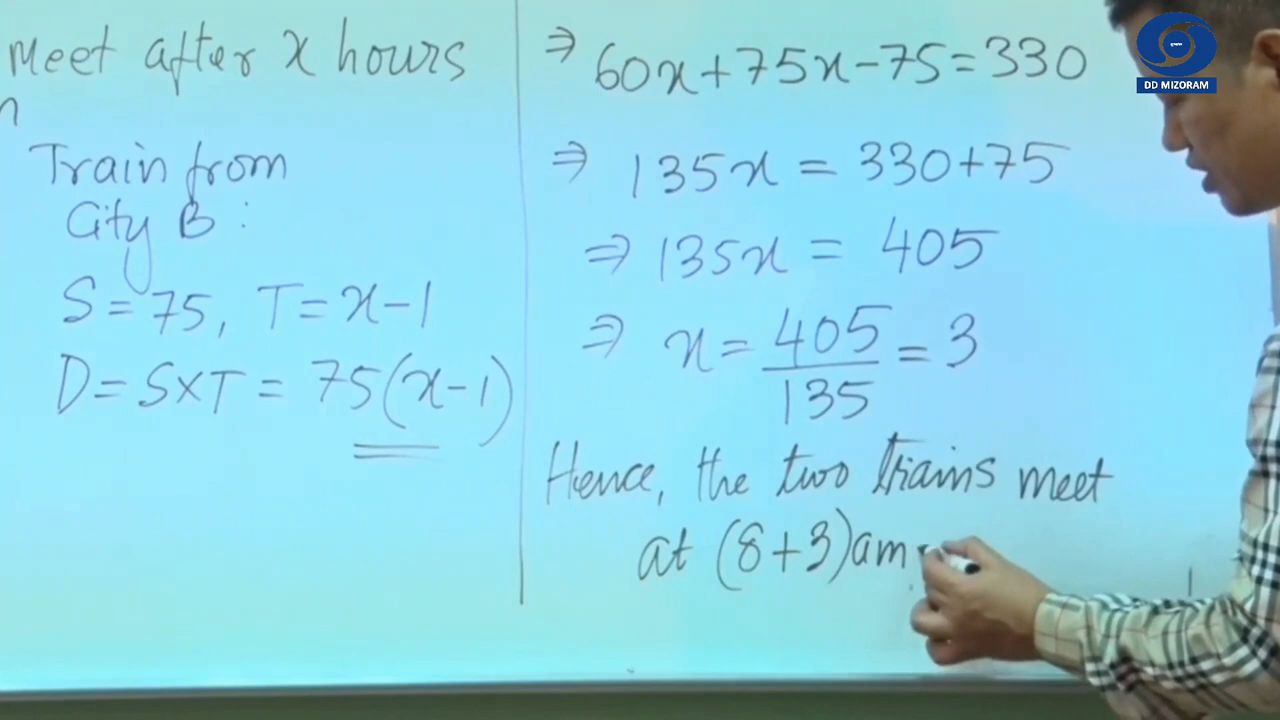 meet after x hours
n
Train from
City B :
S = 75, T = x - 1
D = S×T = 75(x-1)
⇒ 60x + 75x - 75 = 330
⇒ 135x = 330 + 75
⇒ 135x = 405
⇒ x = 405/135 = 3
Hence, the two trains meet
at (8+3)am
DD MIZORAM